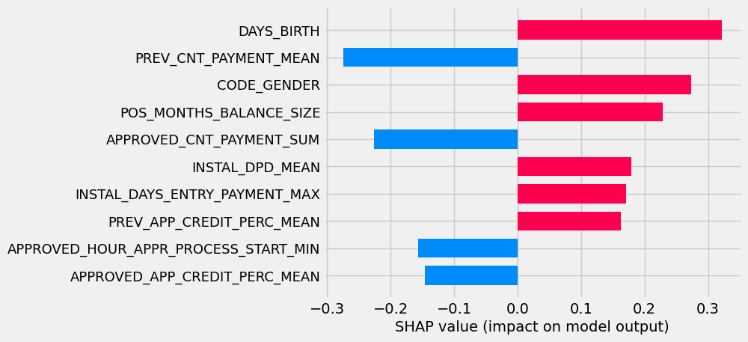 DAYS_BIRTH
PREV_CNT_PAYMENT_MEAN
CODE_GENDER
POS_MONTHS_BALANCE_SIZE
APPROVED_CNT_PAYMENT_SUM
INSTAL_DPD_MEAN
INSTAL_DAYS_ENTRY_PAYMENT_MAX
PREV_APP_CREDIT_PERC_MEAN
APPROVED_HOUR_APPR_PROCESS_START_MIN
APPROVED_APP_CREDIT_PERC_MEAN
−0.3 −0.2 −0.1 0.0 0.1 0.2 0.3
SHAP value (impact on model output)